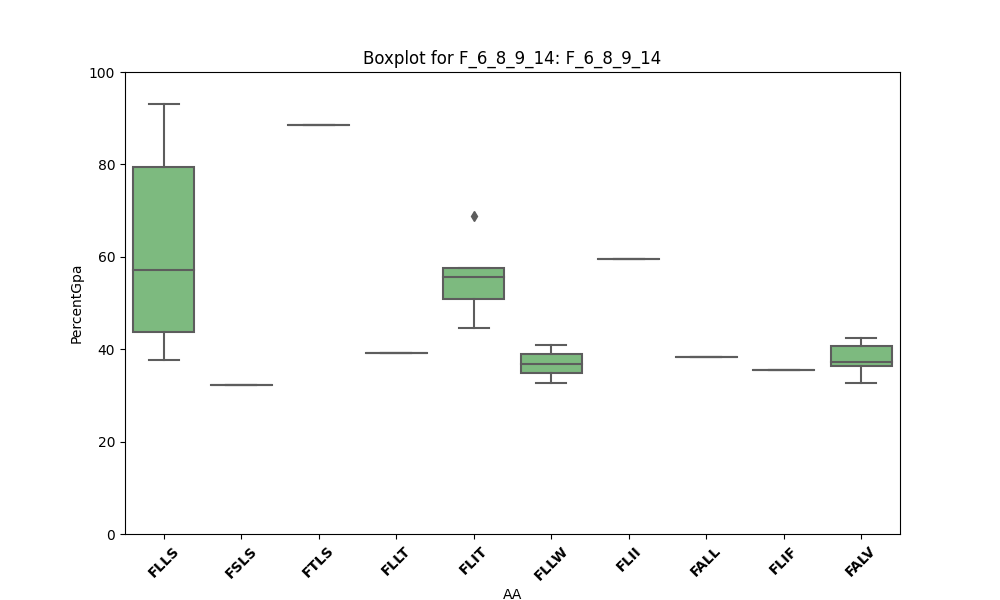 Boxplot for F_6_8_9_14: F_6_8_9_14
100
80
60
40
20
0
PercentGpa
FLLS
FSLS
FTLS
FLLT
FLIT
FLLW
FLII
FALL
FLIF
FALV
AA